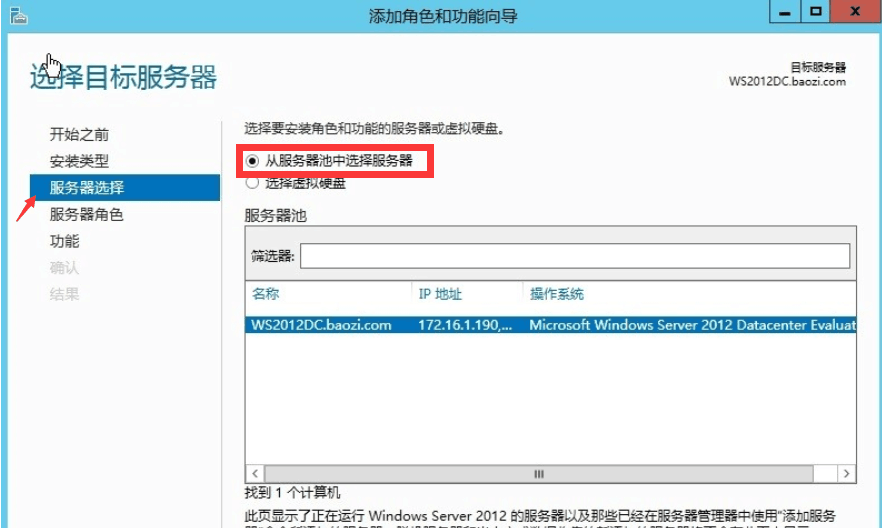 添加角色和功能向导
选择目标服务器
目标服务器
WS2012DC.baozi.com
开始之前
安装类型
服务器选择
服务器角色
功能
确认
结果
选择要安装角色和功能的服务器或虚拟硬盘。
从服务器池中选择服务器
选择虚拟硬盘
服务器池
筛选器:
名称 IP 地址 操作系统
WS2012DC.baozi.com 172.16.1.190,... Microsoft Windows Server 2012 Datacenter Evaluat
找到 1 个计算机
此页显示了正在运行 Windows Server 2012 的服务器以及那些已经在服务器管理器中使用"添加服务